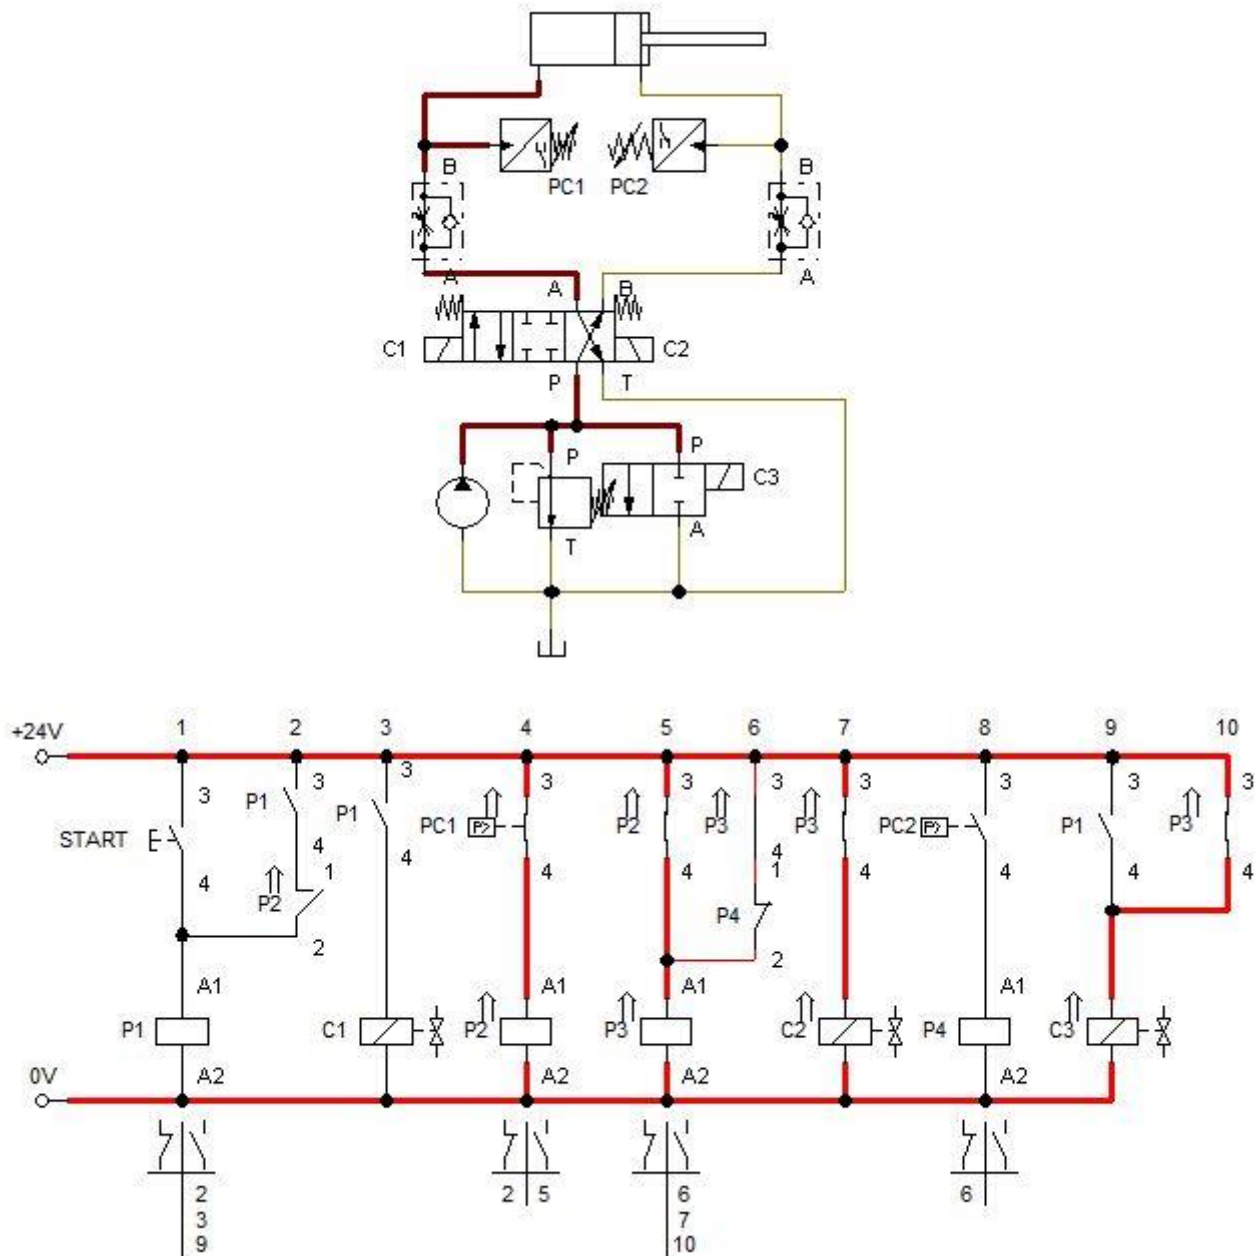 PC1 PC2
B B
A A
A B
C1 C2
P T
P P
C3
T A
1 2 3 4 5 6 7 8 9 10
+24V
3 3 3 3 3 3 3 3 3 3
P1 P1 PC1 P> P2 P3 P3 PC2 P> P1 P3
START
4 4 4 4 4 4 4 4 4 4
P2 1 P4 1
2 2
A1 A1 A1 A1
P1 C1 P2 P3 C2 P4 C3
0V A2 A2 A2 A2
2 2 5 6 6
3 7
9 10